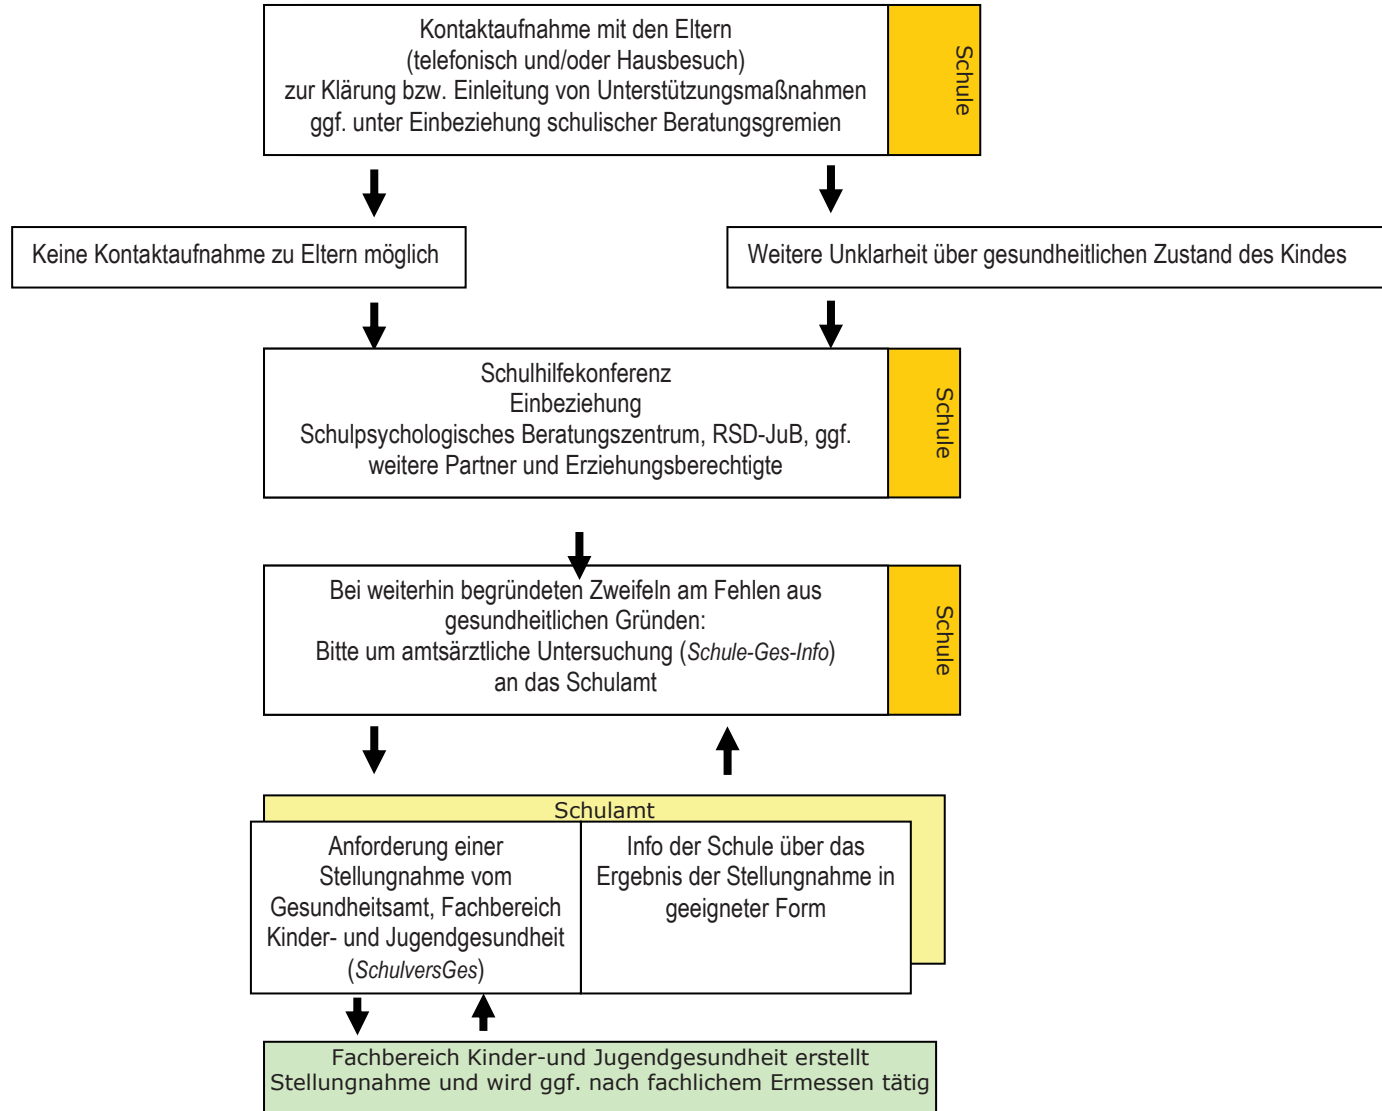 Kontaktaufnahme mit den Eltern
(telefonisch und/oder Hausbesuch)
zur Klärung bzw. Einleitung von Unterstützungsmaßnahmen
ggf. unter Einbeziehung schulischer Beratungsgremien
Schule
Keine Kontaktaufnahme zu Eltern möglich
Weitere Unklarheit über gesundheitlichen Zustand des Kindes
Schulhilfekonferenz
Einbeziehung
Schulpsychologisches Beratungszentrum, RSD-JuB, ggf.
weitere Partner und Erziehungsberechtigte
Schule
Bei weiterhin begründeten Zweifeln am Fehlen aus
gesundheitlichen Gründen:
Bitte um amtsärztliche Untersuchung (Schule-Ges-Info)
an das Schulamt
Schule
Schulamt
Anforderung einer
Stellungnahme vom
Gesundheitsamt, Fachbereich
Kinder- und Jugendgesundheit
(SchulversGes)
Info der Schule über das
Ergebnis der Stellungnahme in
geeigneter Form
Fachbereich Kinder-und Jugendgesundheit erstellt
Stellungnahme und wird ggf. nach fachlichem Ermessen tätig